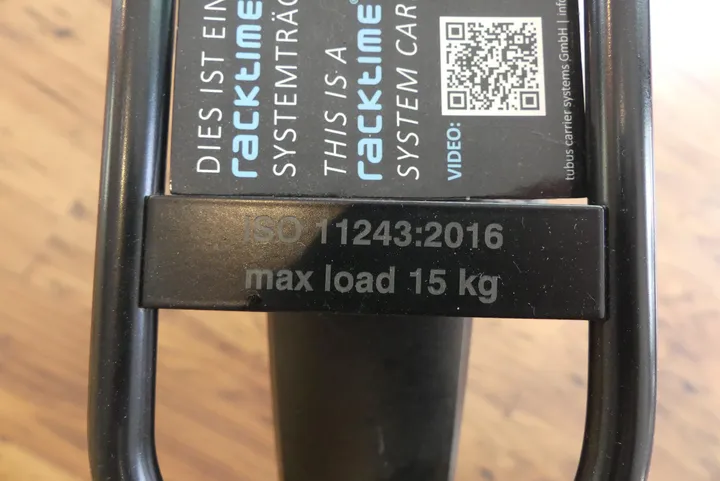 DIES IST EIN
racktime
SYSTEMTRÄG
THIS IS A
racktime®
SYSTEM CAR
VIDEO:
tubus carrier systems GmbH | info
ISO 11243:2016
max load 15 kg